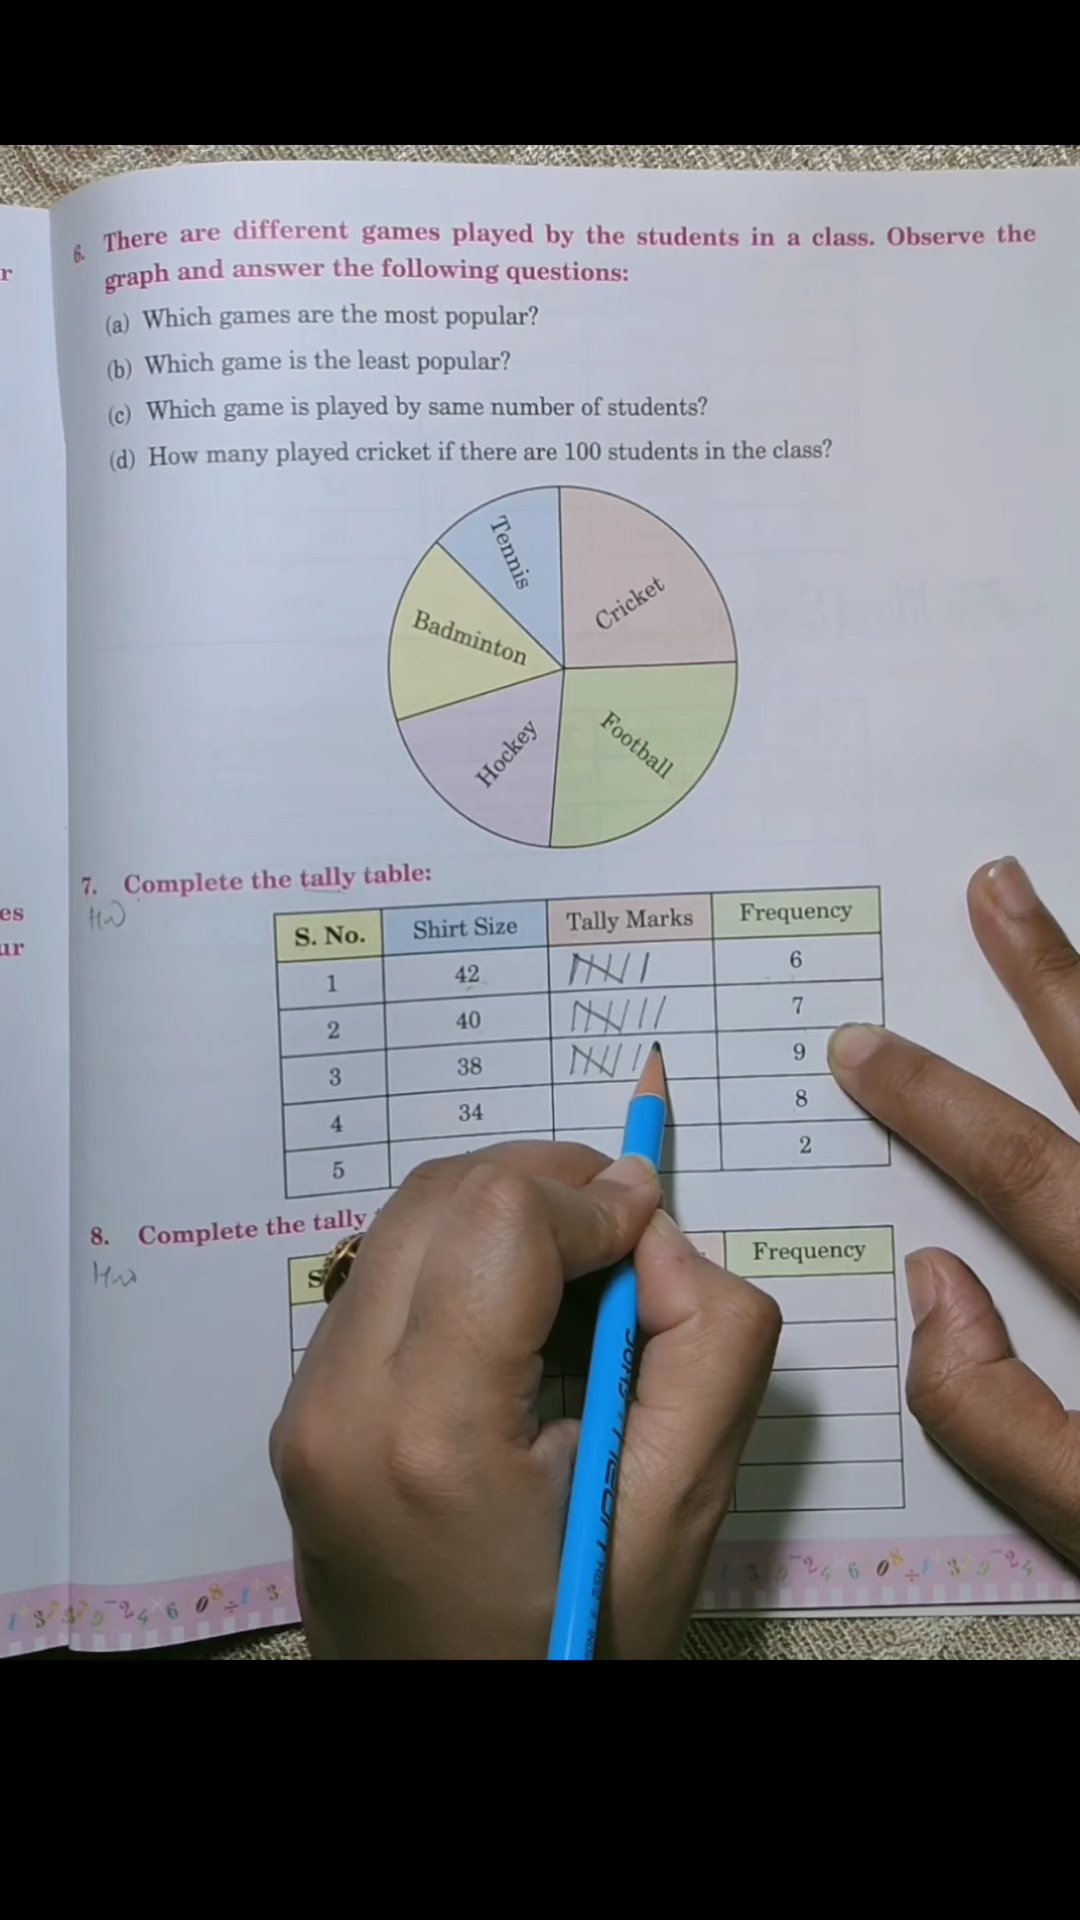 6. There are different games played by the students in a class. Observe the
graph and answer the following questions:
(a) Which games are the most popular?
(b) Which game is the least popular?
(c) Which game is played by same number of students?
(d) How many played cricket if there are 100 students in the class?
Tennis
Cricket
Badminton
Hockey
Football
7. Complete the tally table:
HW
S. No. Shirt Size Tally Marks Frequency
1 42 6
2 40 7
3 38 9
4 34 8
5 2
8. Complete the tally
HW
S Frequency
r
es
ur